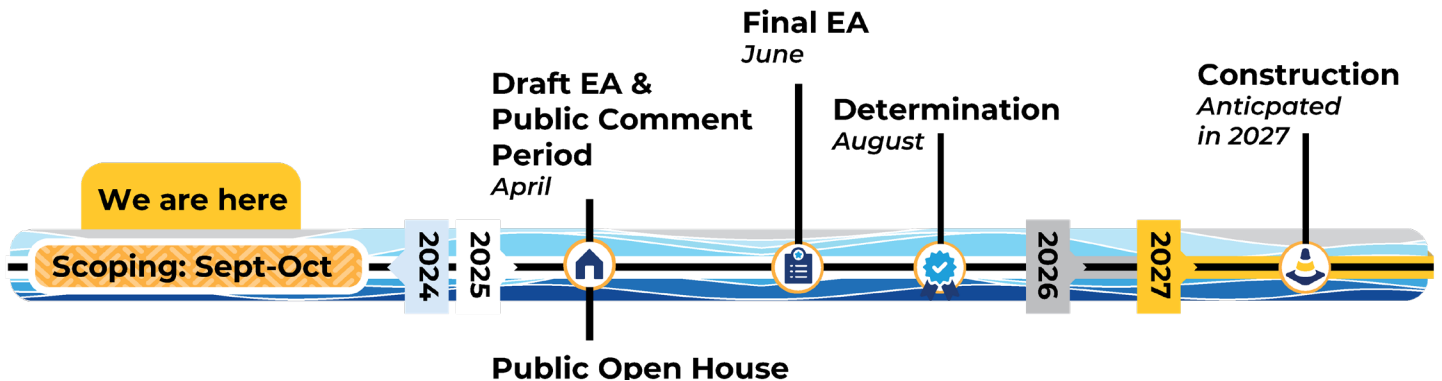 We are here
Scoping: Sept-Oct
2024
2025
Draft EA &
Public Comment
Period
April
Public Open House
Final EA
June
Determination
August
2026
2027
Construction
Anticpated
in 2027